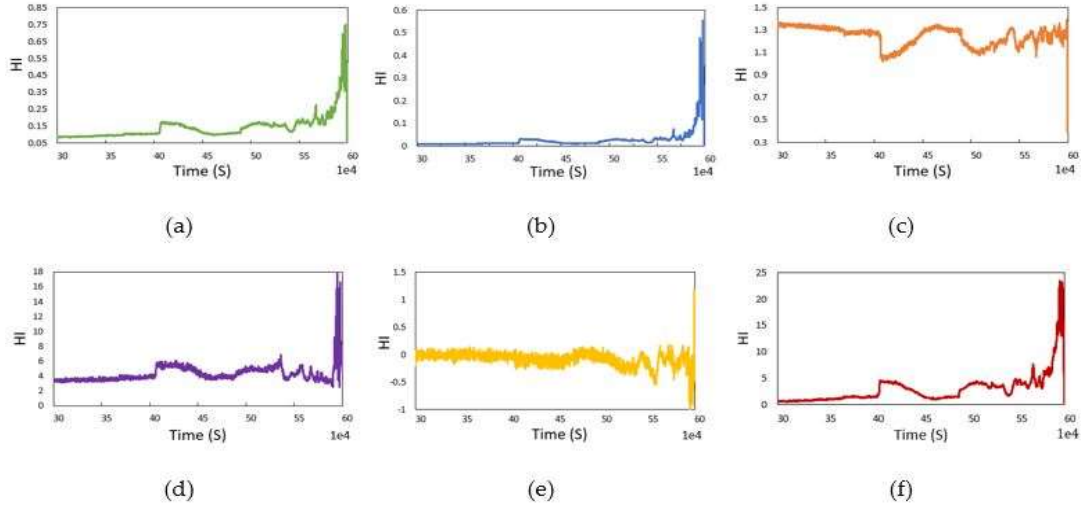 0.85
0.75
0.65
0.55
0.45
0.35
0.25
0.15
0.05
HI
30 35 40 45 50 55 60
Time (S) 1e4
(a)
0.6
0.5
0.4
0.3
0.2
0.1
0
HI
30 35 40 45 50 55 60
Time (S) 1e4
(b)
1.5
1.3
1.1
0.9
0.7
0.5
0.3
HI
30 35 40 45 50 55 60
Time (S) 1e4
(c)
18
16
14
12
10
8
6
4
2
0
HI
30 35 40 45 50 55 60
Time (S) 1e4
(d)
1.5
1
0.5
0
-0.5
-1
HI
30 35 40 45 50 55 60
Time (S) 1e4
(e)
25
20
15
10
5
0
HI
30 35 40 45 50 55 60
Time (S) 1e4
(f)